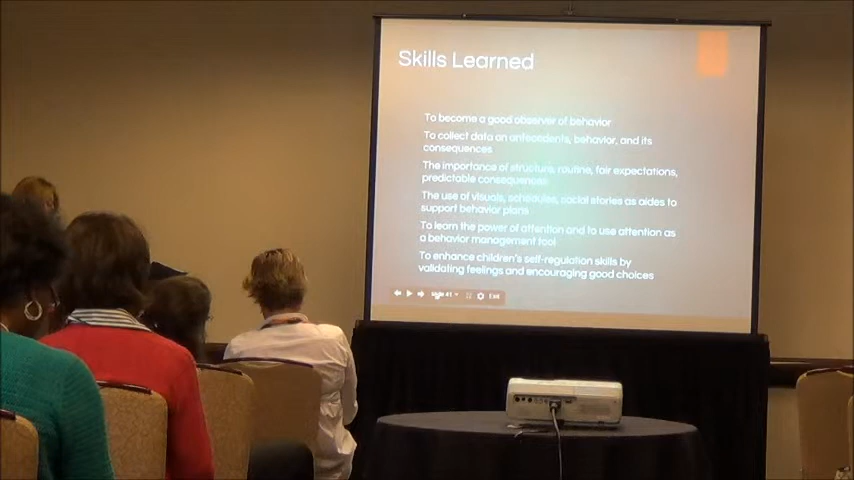 Skills Learned
To become a good observer of behavior
To collect data on antecedents, behavior, and its
consequences
The importance of structure, routine, fair expectations,
predictable consequences
The use of visuals, schedules, social stories as aides to
support behavior plans
To learn the power of attention and to use attention as
a behavior management tool
To enhance children's self-regulation skills by
validating feelings and encouraging good choices
Exit